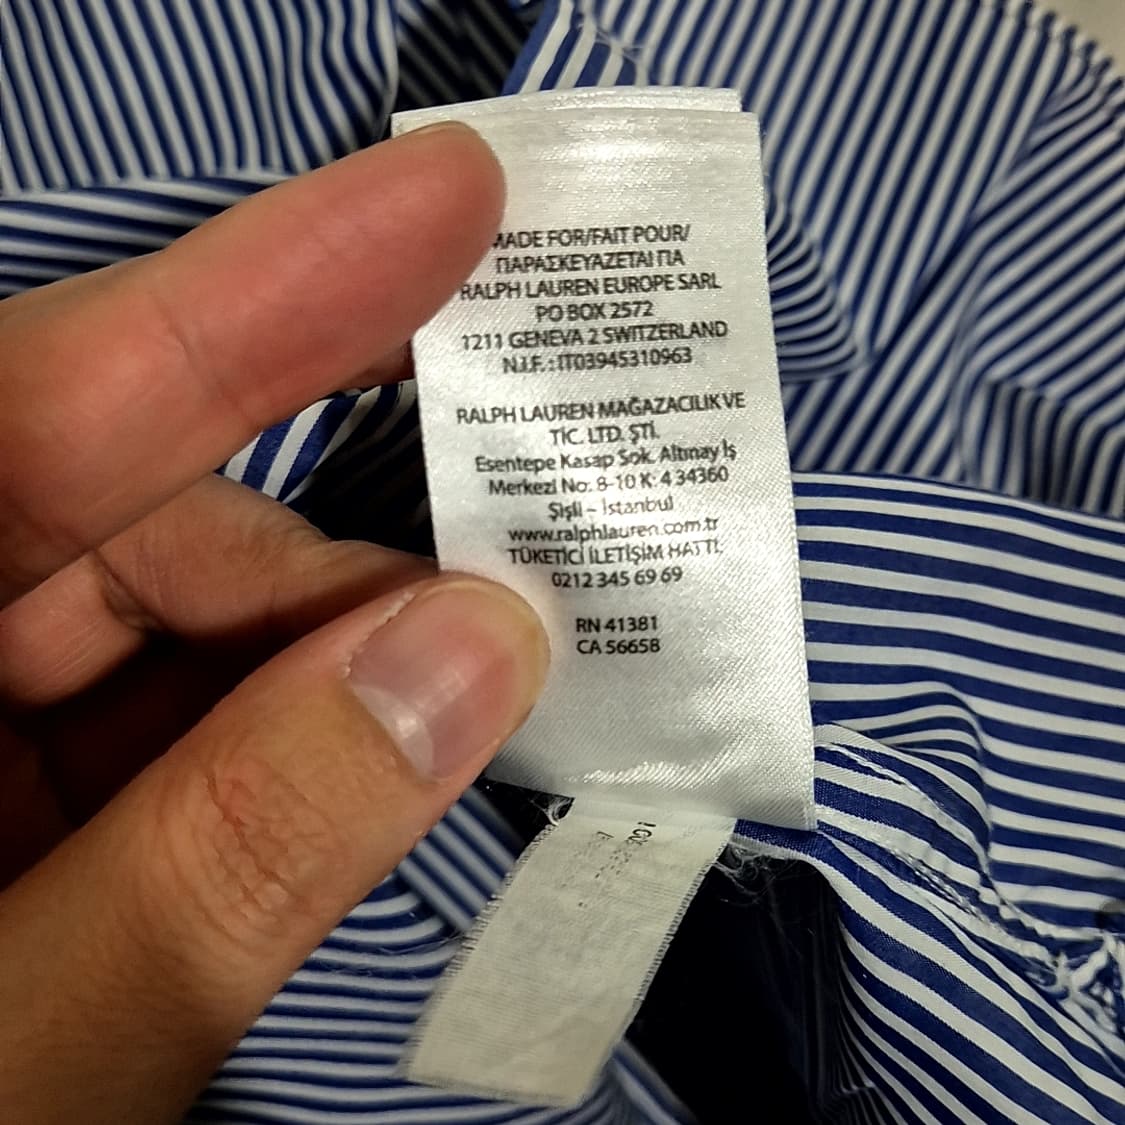 MADE FOR/FAIT POUR/
ΠΑΡΑΣΚΕΥΑΖΕΤΑΙ ΓΙΑ
RALPH LAUREN EUROPE SARL
PO BOX 2572
1211 GENEVA 2 SWITZERLAND
N.I.F.: IT03945310963
RALPH LAUREN MAĞAZACILIK VE
TİC. LTD. ŞTİ.
Esentepe Kasap Sok. Altınay İş
Merkezi No: 8-10 K: 4 34360
Şişli – İstanbul
www.ralphlauren.com.tr
TÜKETİCİ İLETİŞİM HATTI:
0212 345 69 69
RN 41381
CA 56658